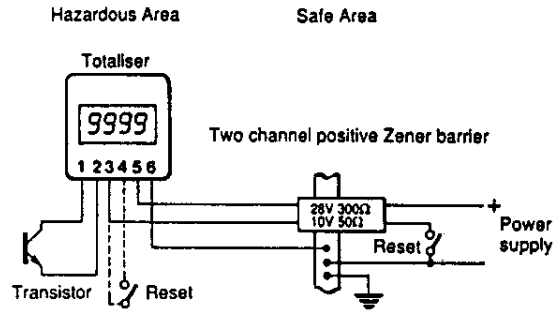 Hazardous Area
Safe Area
Totaliser
9999
1 2 3 4 5 6
Two channel positive Zener barrier
28V 300Ω
10V 50Ω
+
Power
supply
Reset
Transistor
Reset